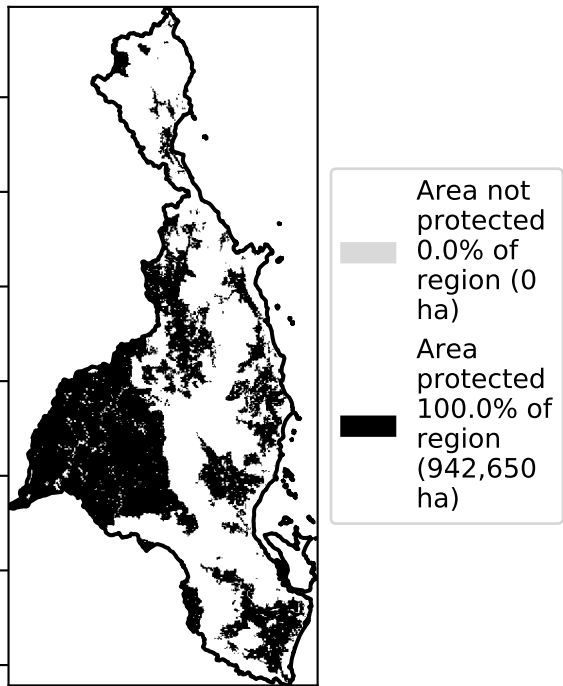 Area not
protected
0.0% of
region (0
ha)
Area
protected
100.0% of
region
(942,650
ha)